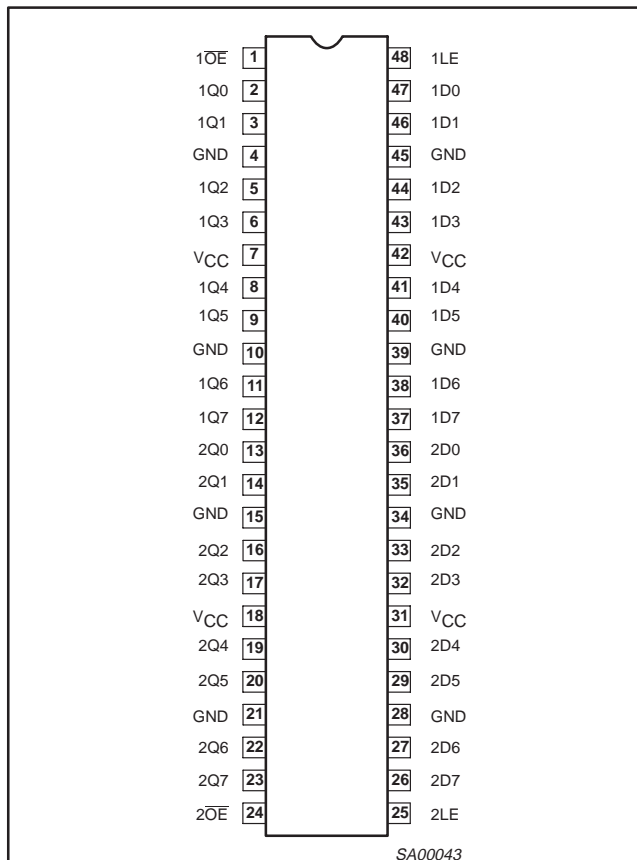 1O̅E̅ 1 48 1LE
1Q0 2 47 1D0
1Q1 3 46 1D1
GND 4 45 GND
1Q2 5 44 1D2
1Q3 6 43 1D3
VCC 7 42 VCC
1Q4 8 41 1D4
1Q5 9 40 1D5
GND 10 39 GND
1Q6 11 38 1D6
1Q7 12 37 1D7
2Q0 13 36 2D0
2Q1 14 35 2D1
GND 15 34 GND
2Q2 16 33 2D2
2Q3 17 32 2D3
VCC 18 31 VCC
2Q4 19 30 2D4
2Q5 20 29 2D5
GND 21 28 GND
2Q6 22 27 2D6
2Q7 23 26 2D7
2O̅E̅ 24 25 2LE
SA00043